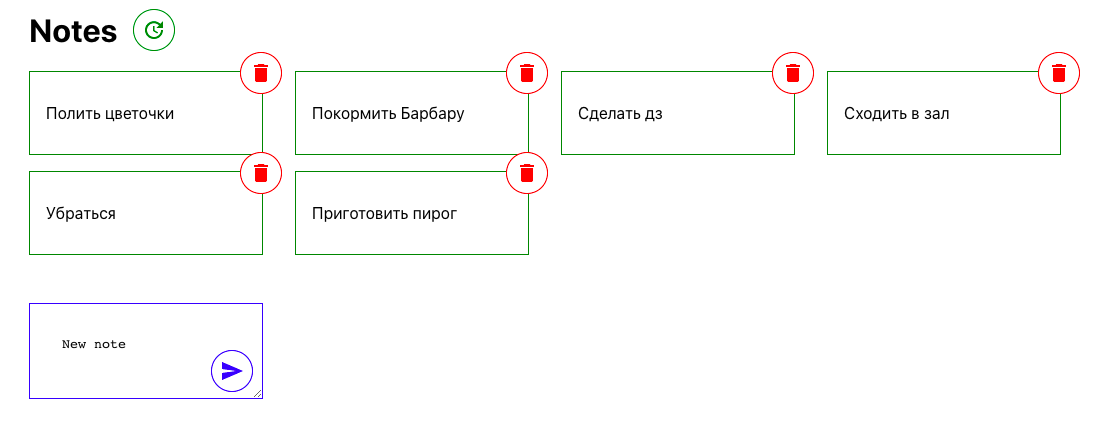 Notes
Полить цветочки
Покормить Барбару
Сделать дз
Сходить в зал
Убраться
Приготовить пирог
New note